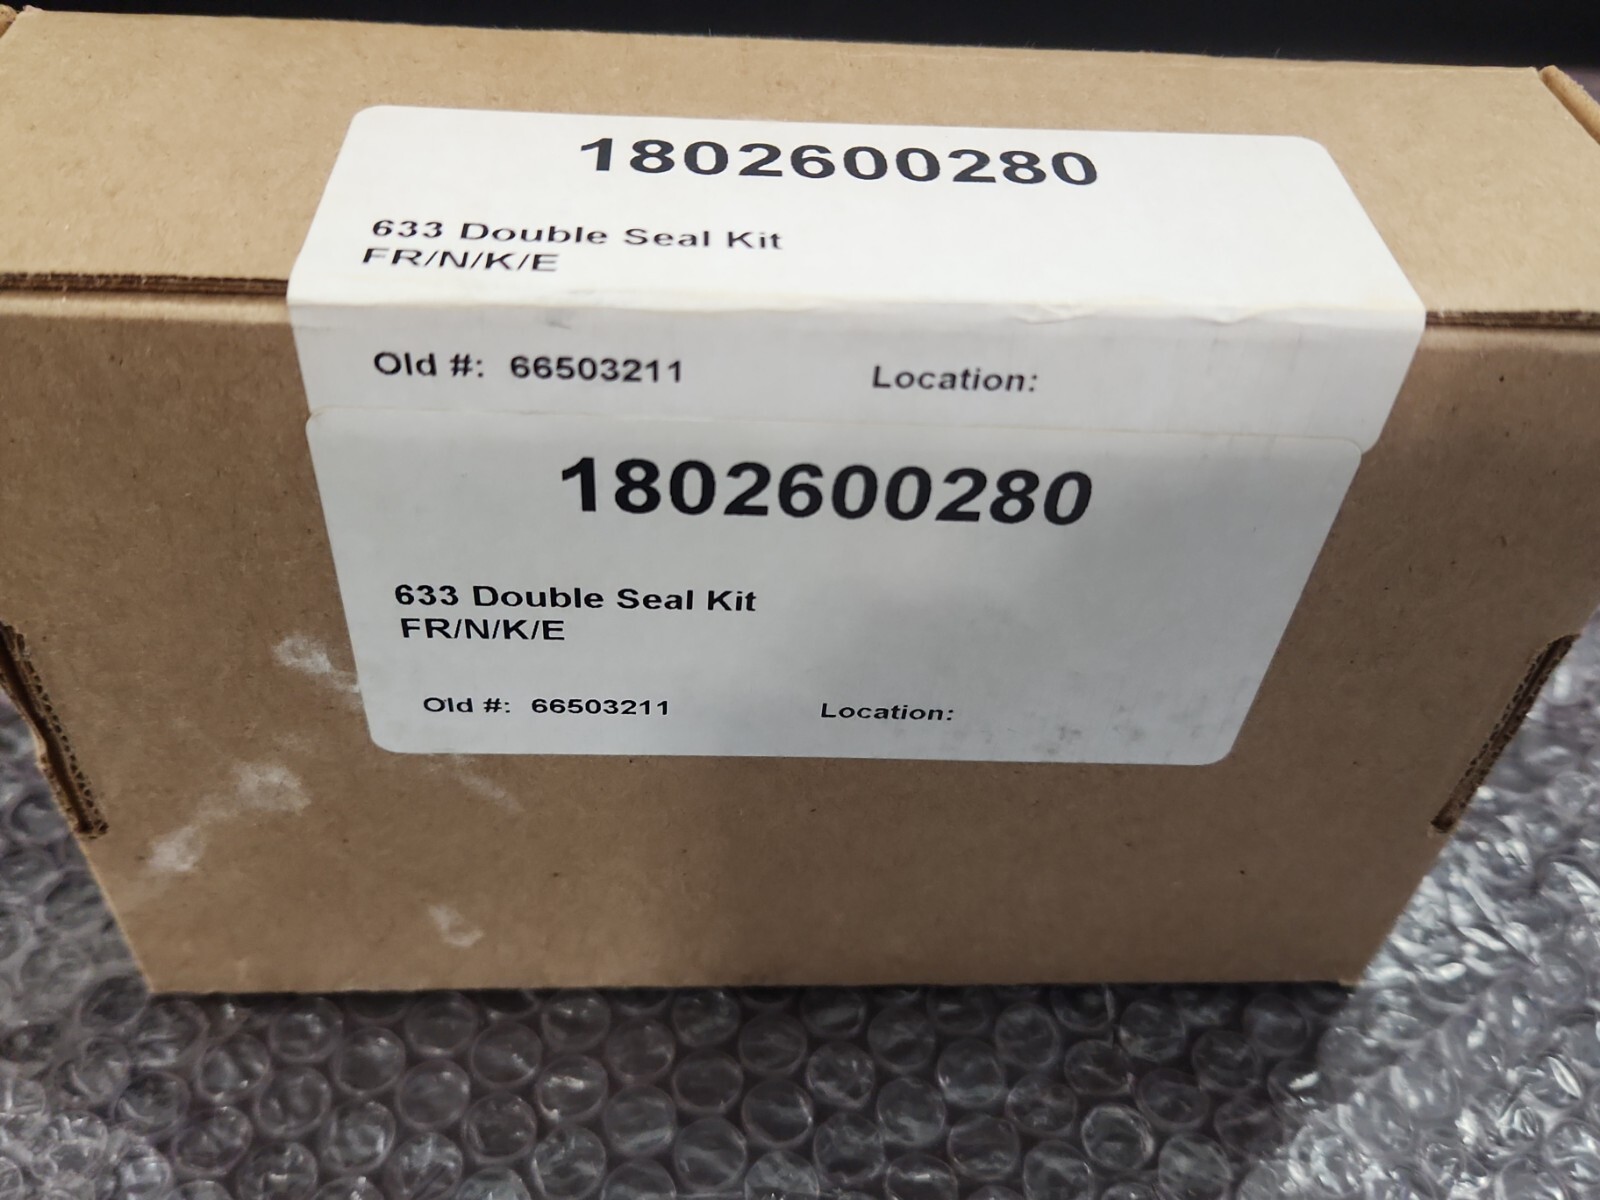 1802600280
633 Double Seal Kit
FR/N/K/E
Old #: 66503211 Location:
1802600280
633 Double Seal Kit
FR/N/K/E
Old #: 66503211 Location: